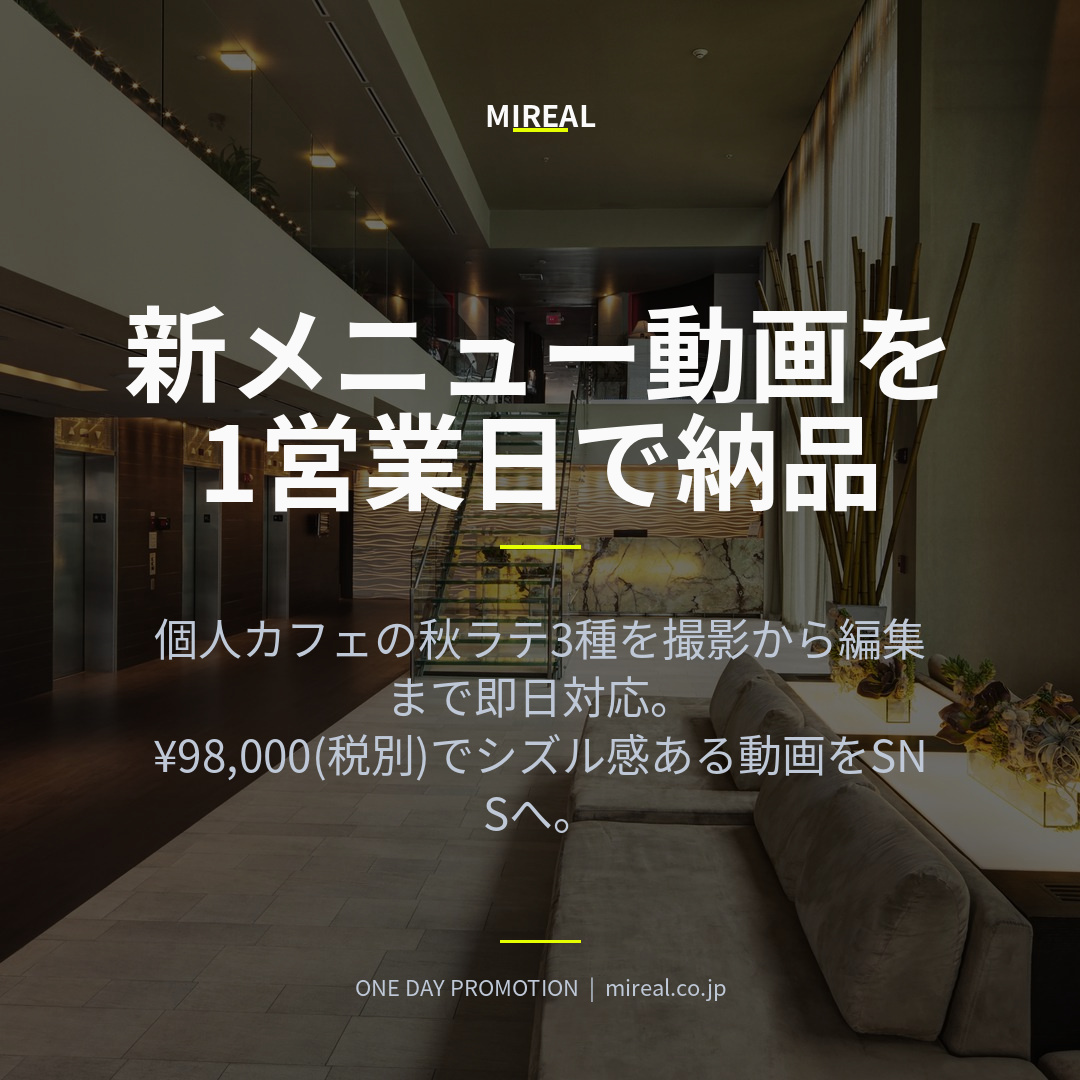 MIREAL
新メニュー動画を
1営業日で納品
個人カフェの秋ラテ3種を撮影から編集
まで即日対応。
¥98,000(税別)でシズル感ある動画をSN
Sへ。
ONE DAY PROMOTION | mireal.co.jp